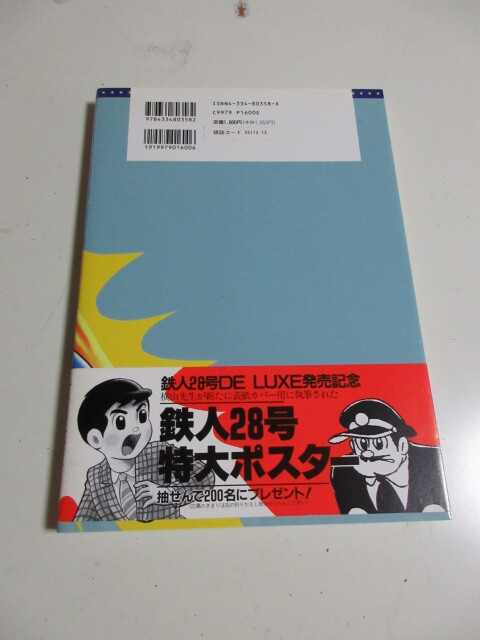 ISBN4-334-80358-6
C9979 P1600E
9784334803582
雑誌コード 55113-13
1919979016006
鉄人28号DE LUXE発売記念
横山先生が新たに表紙カバー用に執筆された
鉄人28号
特大ポスター
抽せんで200名にプレゼント!